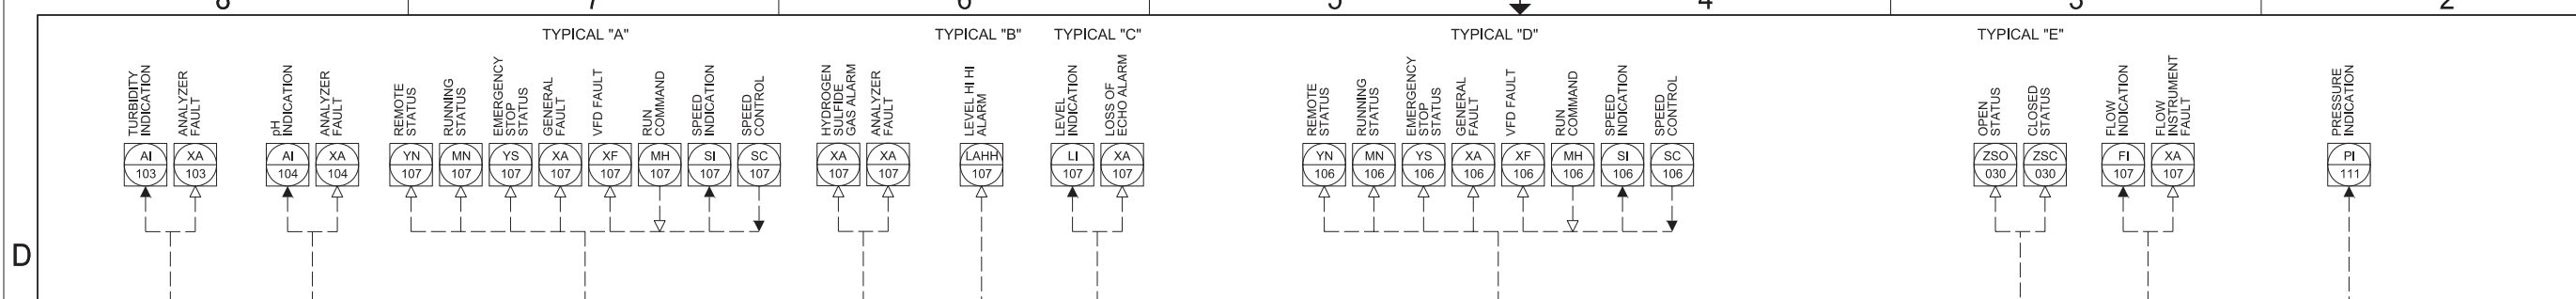 8 7 6 5 4 3 2
TYPICAL "A" TYPICAL "B" TYPICAL "C" TYPICAL "D" TYPICAL "E"
TURBIDITY
INDICATION
ANALYZER
FAULT
pH
INDICATION
ANALYZER
FAULT
REMOTE
STATUS
RUNNING
STATUS
EMERGENCY
STOP
STATUS
GENERAL
FAULT
VFD FAULT
RUN
COMMAND
SPEED
INDICATION
SPEED
CONTROL
HYDROGEN
SULFIDE
GAS ALARM
ANALYZER
FAULT
LEVEL HI HI
ALARM
LEVEL
INDICATION
LOSS OF
ECHO ALARM
REMOTE
STATUS
RUNNING
STATUS
EMERGENCY
STOP
STATUS
GENERAL
FAULT
VFD FAULT
RUN
COMMAND
SPEED
INDICATION
SPEED
CONTROL
OPEN
STATUS
CLOSED
STATUS
FLOW
INDICATION
FLOW
INSTRUMENT
FAULT
PRESSURE
INDICATION
AI XA AI XA YN MN YS XA XF MH SI SC XA XA LAHH LI XA YN MN YS XA XF MH SI SC ZSO ZSC FI XA PI
103 103 104 104 107 107 107 107 107 107 107 107 107 107 107 107 107 106 106 106 106 106 106 106 106 030 030 107 107 111
D